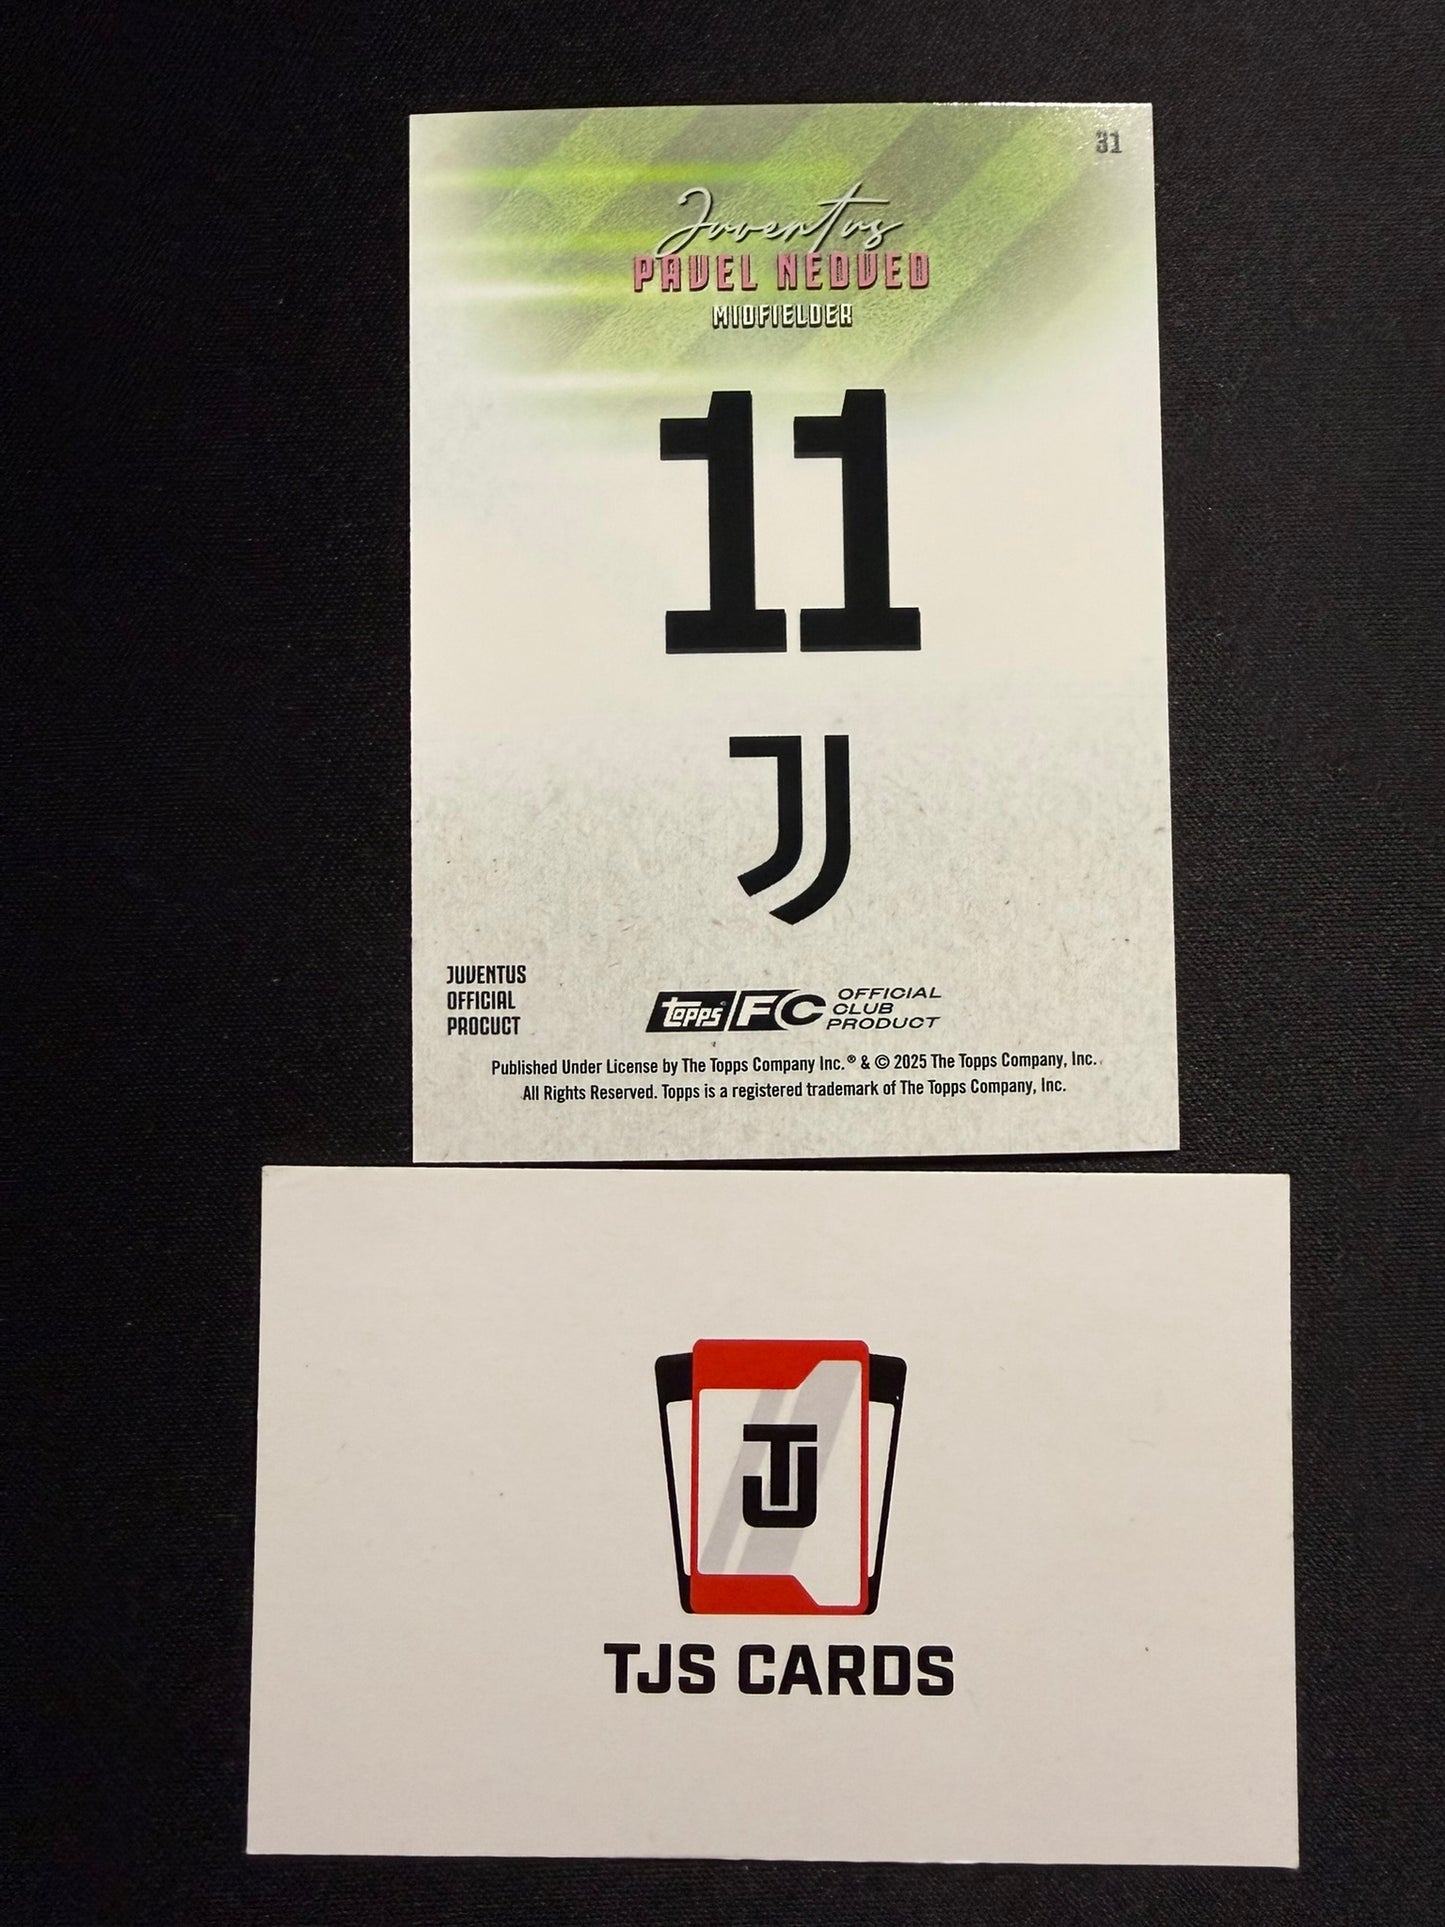 31
Juventus
PAVEL NEDVED
MIDFIELDER
11
JUVENTUS
OFFICIAL
PROCUCT
topps FC OFFICIAL
CLUB
PRODUCT
Published Under License by The Topps Company Inc.® & © 2025 The Topps Company, Inc.
All Rights Reserved. Topps is a registered trademark of The Topps Company, Inc.
TJ
TJS CARDS